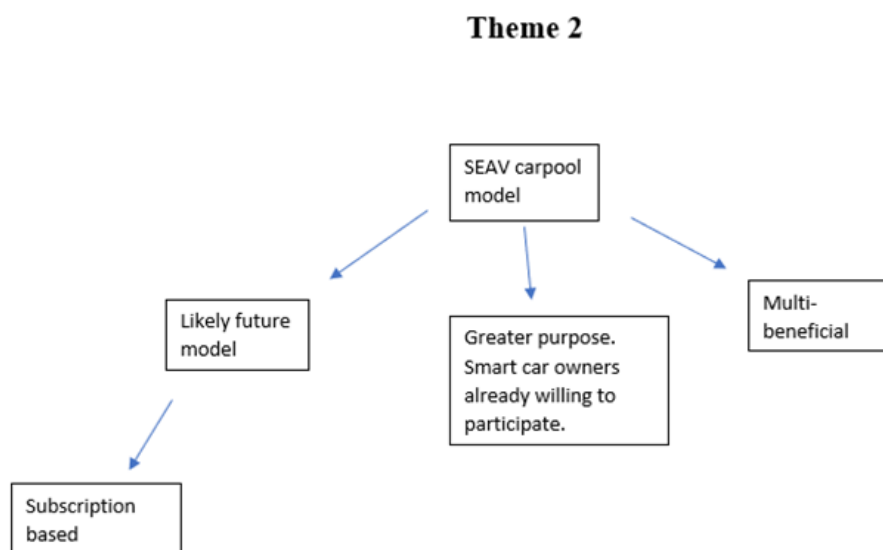 Theme 2
SEAV carpool
model
Likely future
model
Greater purpose.
Smart car owners
already willing to
participate.
Multi-
beneficial
Subscription
based